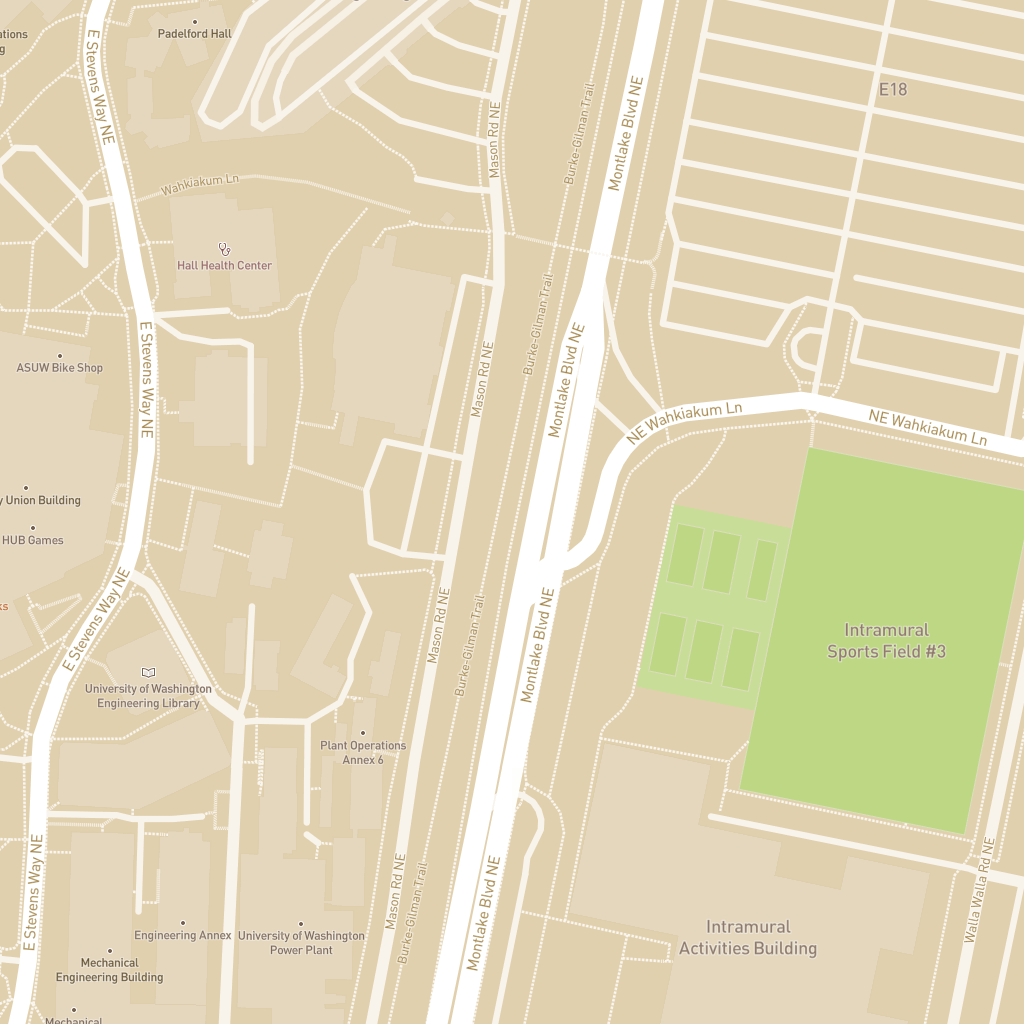 Padelford Hall
ations
g
E Stevens Way NE
E18
Mason Rd NE
Burke-Gilman Trail
Montlake Blvd NE
Wahkiakum Ln
Hall Health Center
Burke-Gilman Trail
E Stevens Way NE
Montlake Blvd NE
Mason Rd NE
ASUW Bike Shop
NE Wahkiakum Ln
NE Wahkiakum Ln
y Union Building
HUB Games
ks
E Stevens Way NE
Mason Rd NE
Burke-Gilman Trail
Montlake Blvd NE
Intramural
Sports Field #3
University of Washington
Engineering Library
Plant Operations
Annex 6
E Stevens Way NE
Mason Rd NE
Burke-Gilman Trail
Montlake Blvd NE
Walla Walla Rd NE
Engineering Annex
University of Washington
Power Plant
Intramural
Activities Building
Mechanical
Engineering Building
Mechanical